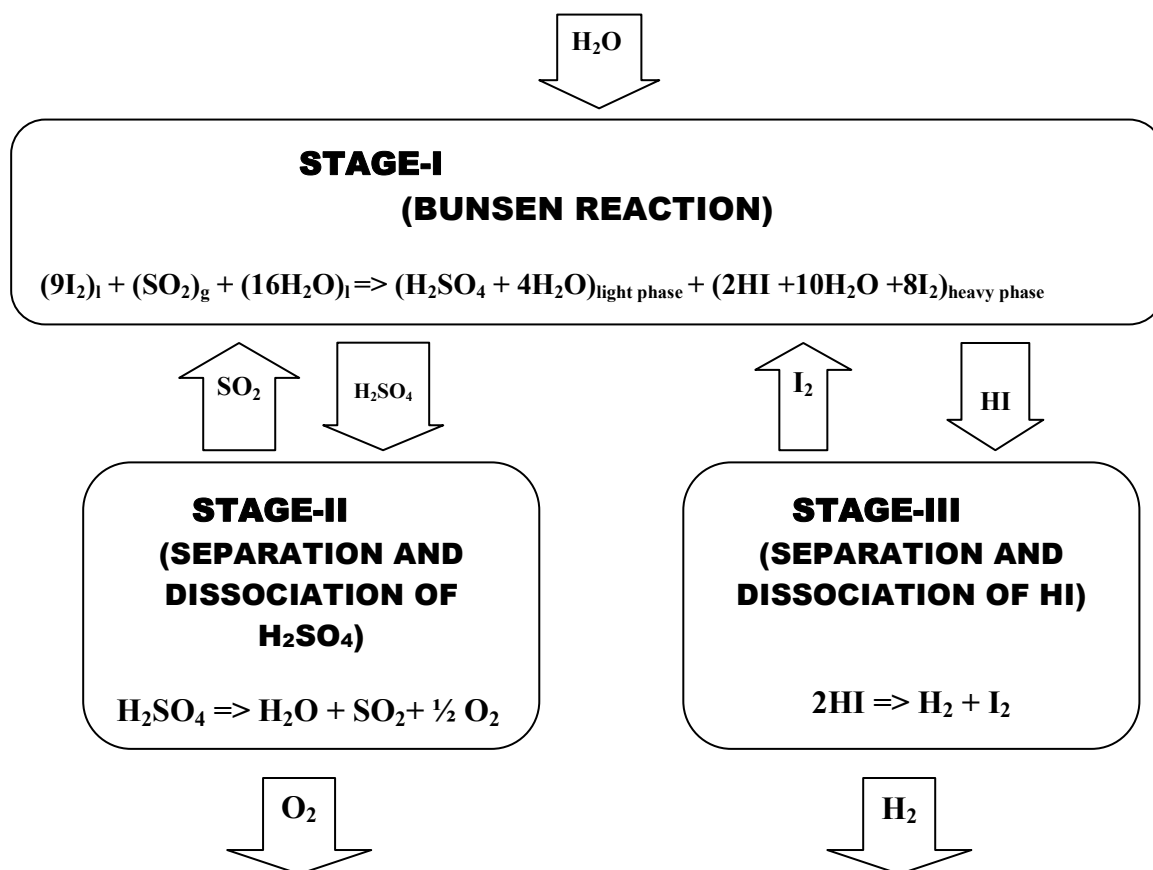 H₂O
STAGE-I
(BUNSEN REACTION)
(9I₂)ₗ + (SO₂)g + (16H₂O)ₗ => (H₂SO₄ + 4H₂O)light phase + (2HI +10H₂O +8I₂)heavy phase
SO₂
H₂SO₄
I₂
HI
STAGE-II
(SEPARATION AND
DISSOCIATION OF
H₂SO₄)
H₂SO₄ => H₂O + SO₂+ ½ O₂
STAGE-III
(SEPARATION AND
DISSOCIATION OF HI)
2HI => H₂ + I₂
O₂
H₂